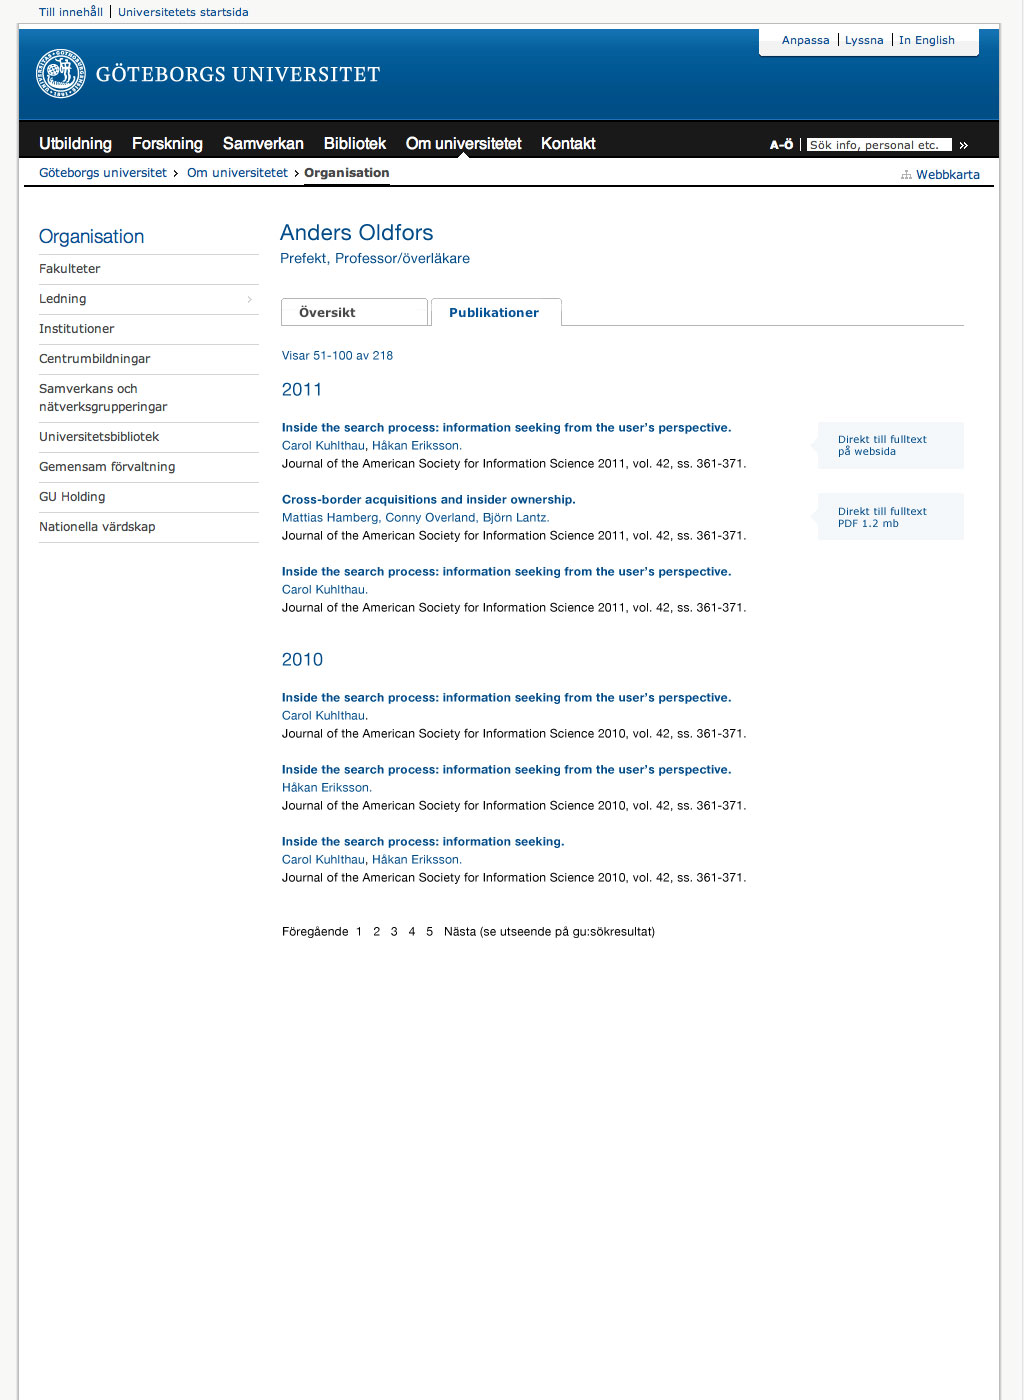 Till innehåll | Universitetets startsida
Anpassa | Lyssna | In English
GÖTEBORGS UNIVERSITET
Utbildning Forskning Samverkan Bibliotek Om universitetet Kontakt
A-Ö | Sök info, personal etc. »
Göteborgs universitet › Om universitetet › Organisation
Webbkarta
Organisation
Fakulteter
Ledning
Institutioner
Centrumbildningar
Samverkans och
nätverksgrupperingar
Universitetsbibliotek
Gemensam förvaltning
GU Holding
Nationella värdskap
Anders Oldfors
Prefekt, Professor/överläkare
Översikt Publikationer
Visar 51-100 av 218
2011
Inside the search process: information seeking from the user's perspective.
Carol Kuhlthau, Håkan Eriksson.
Journal of the American Society for Information Science 2011, vol. 42, ss. 361-371.
Direkt till fulltext
på websida
Cross-border acquisitions and insider ownership.
Mattias Hamberg, Conny Overland, Björn Lantz.
Journal of the American Society for Information Science 2011, vol. 42, ss. 361-371.
Direkt till fulltext
PDF 1.2 mb
Inside the search process: information seeking from the user's perspective.
Carol Kuhlthau.
Journal of the American Society for Information Science 2011, vol. 42, ss. 361-371.
2010
Inside the search process: information seeking from the user's perspective.
Carol Kuhlthau.
Journal of the American Society for Information Science 2010, vol. 42, ss. 361-371.
Inside the search process: information seeking from the user's perspective.
Håkan Eriksson.
Journal of the American Society for Information Science 2010, vol. 42, ss. 361-371.
Inside the search process: information seeking.
Carol Kuhlthau, Håkan Eriksson.
Journal of the American Society for Information Science 2010, vol. 42, ss. 361-371.
Föregående 1 2 3 4 5 Nästa (se utseende på gu:sökresultat)